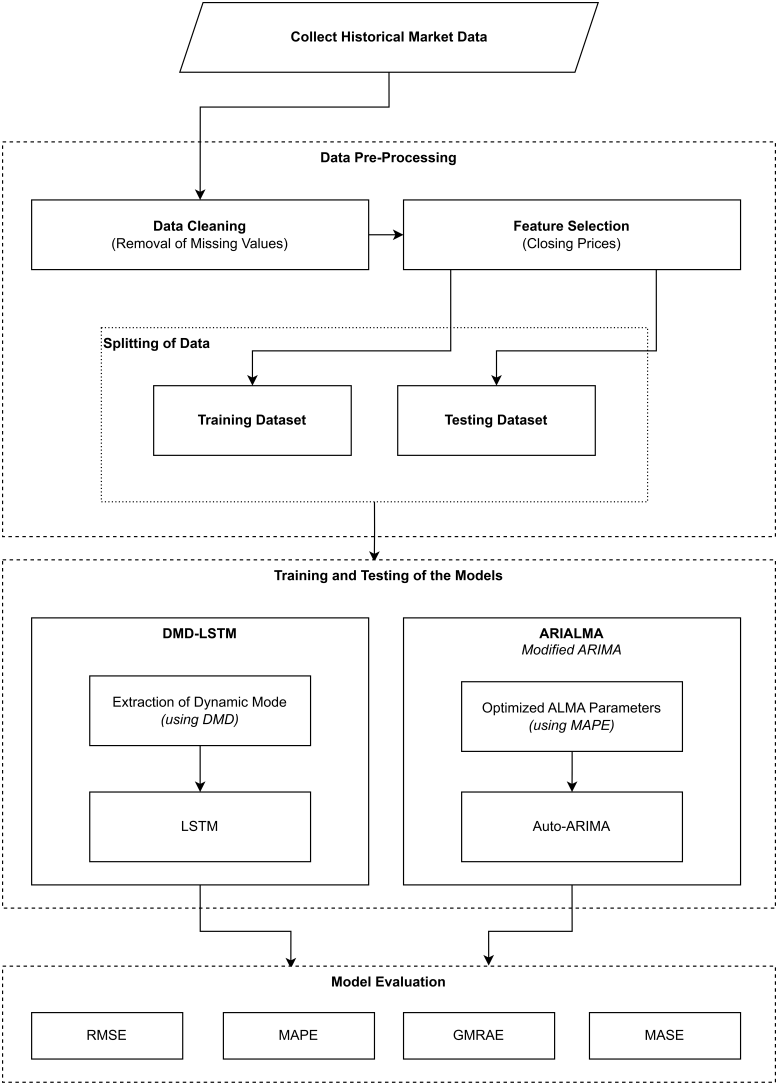 Collect Historical Market Data
Data Pre-Processing
Data Cleaning
(Removal of Missing Values)
Feature Selection
(Closing Prices)
Splitting of Data
Training Dataset
Testing Dataset
Training and Testing of the Models
DMD-LSTM
Extraction of Dynamic Mode
(using DMD)
LSTM
ARIALMA
Modified ARIMA
Optimized ALMA Parameters
(using MAPE)
Auto-ARIMA
Model Evaluation
RMSE
MAPE
GMRAE
MASE